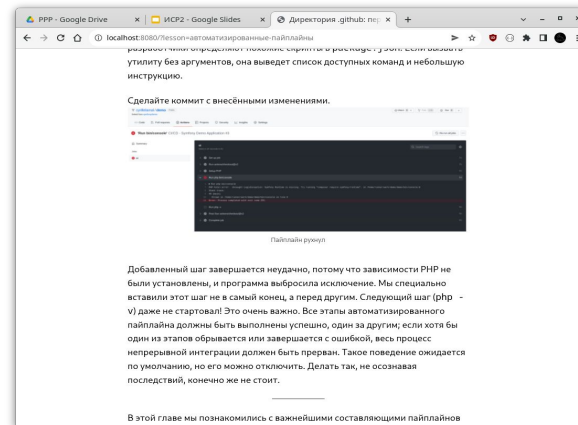 PPP - Google Drive
ИСР2 - Google Slides
Директория .github: пер
localhost:8080/?lesson=автоматизированные-пайплайны
разработчики определяют похожие скрипты в package.json. Если вызвать
утилиту без аргументов, она выведет список доступных команд и небольшую
инструкцию.
Сделайте коммит с внесёнными изменениями.
Пайплайн рухнул
Добавленный шаг завершается неудачно, потому что зависимости PHP не
были установлены, и программа выбросила исключение. Мы специально
вставили этот шаг не в самый конец, а перед другим. Следующий шаг (php -
v) даже не стартовал! Это очень важно. Все этапы автоматизированного
пайплайна должны быть выполнены успешно, один за другим; если хотя бы
один из этапов обрывается или завершается с ошибкой, весь процесс
непрерывной интеграции должен быть прерван. Такое поведение ожидается
по умолчанию, но его можно отключить. Делать так, не осознавая
последствий, конечно же не стоит.
В этой главе мы познакомились с важнейшими составляющими пайплайнов